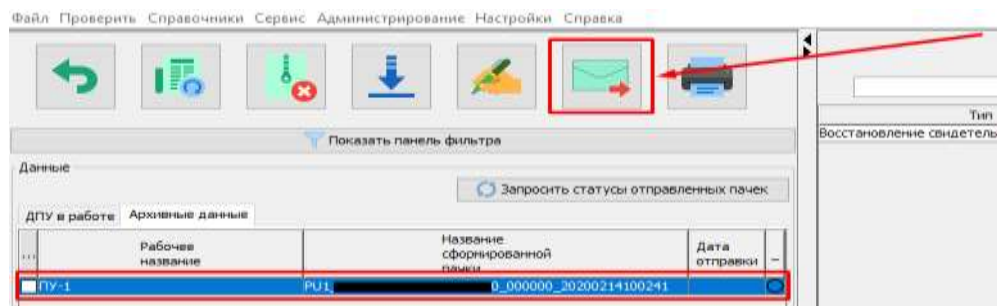 Файл Проверить Справочники Сервис Администрирование Настройки Справка
Показать панель фильтра
Тип
Восстановление свидетель
Данные
Запросить статусы отправленных пачек
ДПУ в работе Архивные данные
... Рабочее название Название сформированной пачки Дата отправки
ПУ-1 PU1_ 0_000000_20200214100241